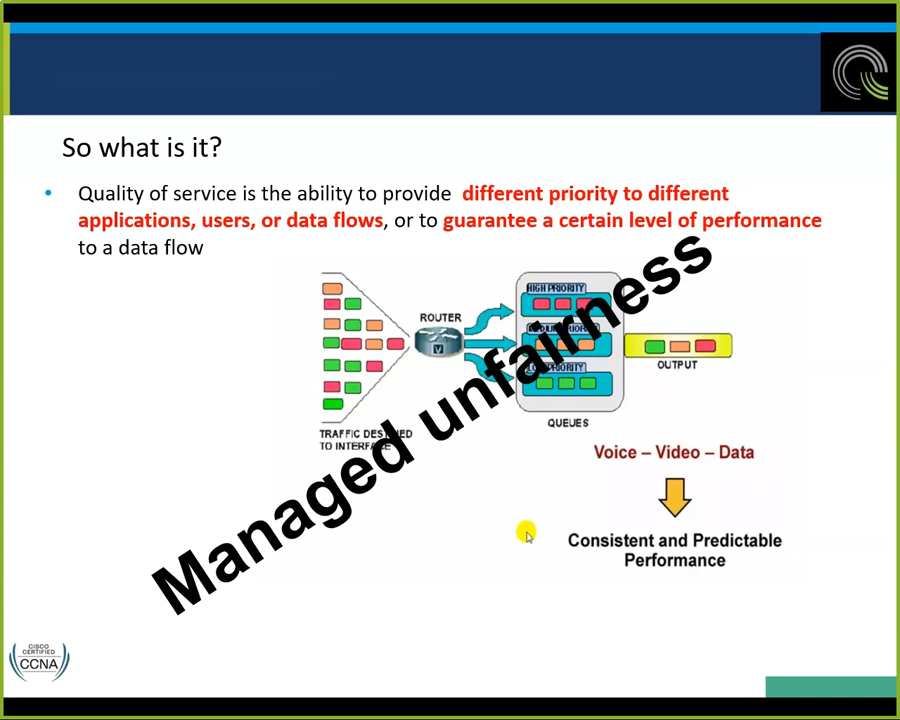 So what is it?
Quality of service is the ability to provide different priority to different
applications, users, or data flows, or to guarantee a certain level of performance
to a data flow
HIGH PRIORITY
ROUTER
V
OUTPUT
QUEUES
TRAFFIC DESTINED
TO INTERFACE
Managed unfairness
Voice – Video – Data
Consistent and Predictable
Performance
CISCO
CERTIFIED
CCNA